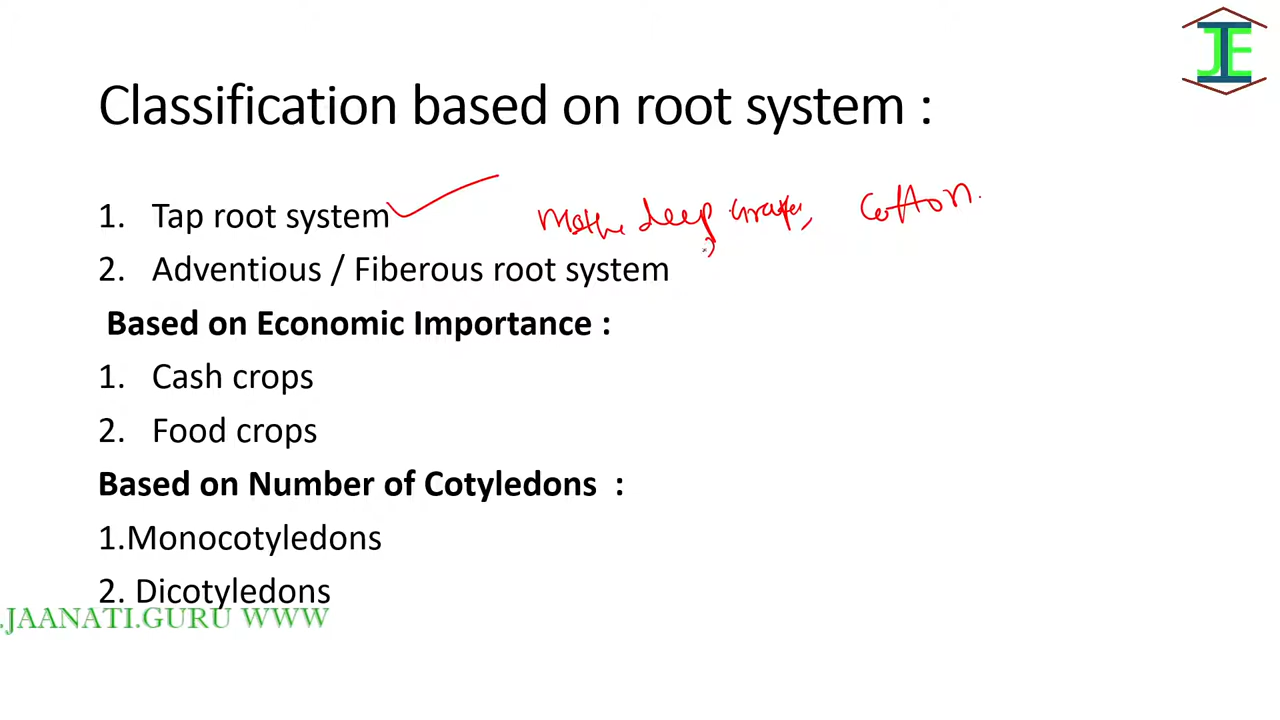 JE
Classification based on root system :
1. Tap root system deep cotton.
2. Adventious / Fiberous root system
Based on Economic Importance :
1. Cash crops
2. Food crops
Based on Number of Cotyledons :
1.Monocotyledons
2. Dicotyledons
.JAANATI.GURU WWW